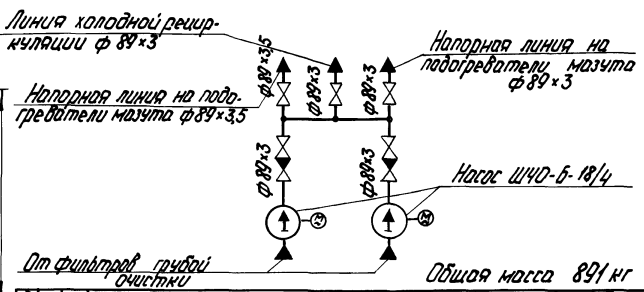 Линия холодной рецир-
куляции ф 89×3
Напорная линия на
подогреватели мазута
ф 89×3
Напорная линия на подо-
греватели мазута ф 89×3,5
ф 89×3,5
ф 89×3
ф 89×3
ф 89×3
ф 89×3
Насос ШЧО-6-18/4
М
М
От фильтров грубой
очистки
Общая масса 891 кг